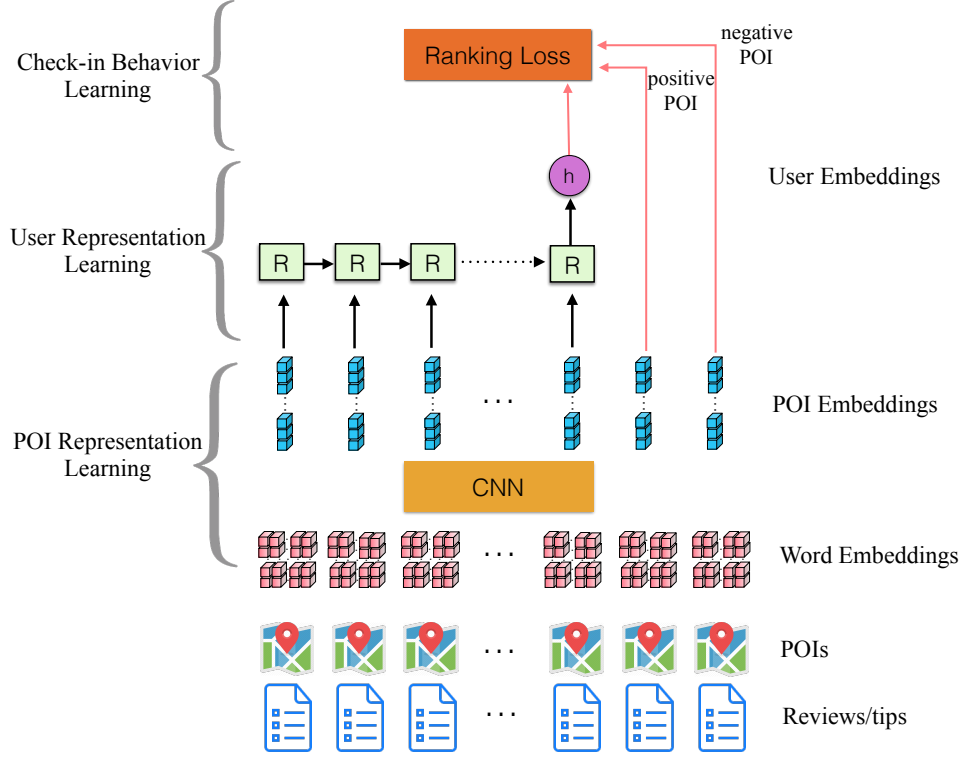 negative
POI
Ranking Loss
positive
POI
Check-in Behavior
Learning
h
User Embeddings
User Representation
Learning
R
R
R
R
POI Embeddings
...
POI Representation
Learning
CNN
Word Embeddings
...
POIs
...
Reviews/tips
...